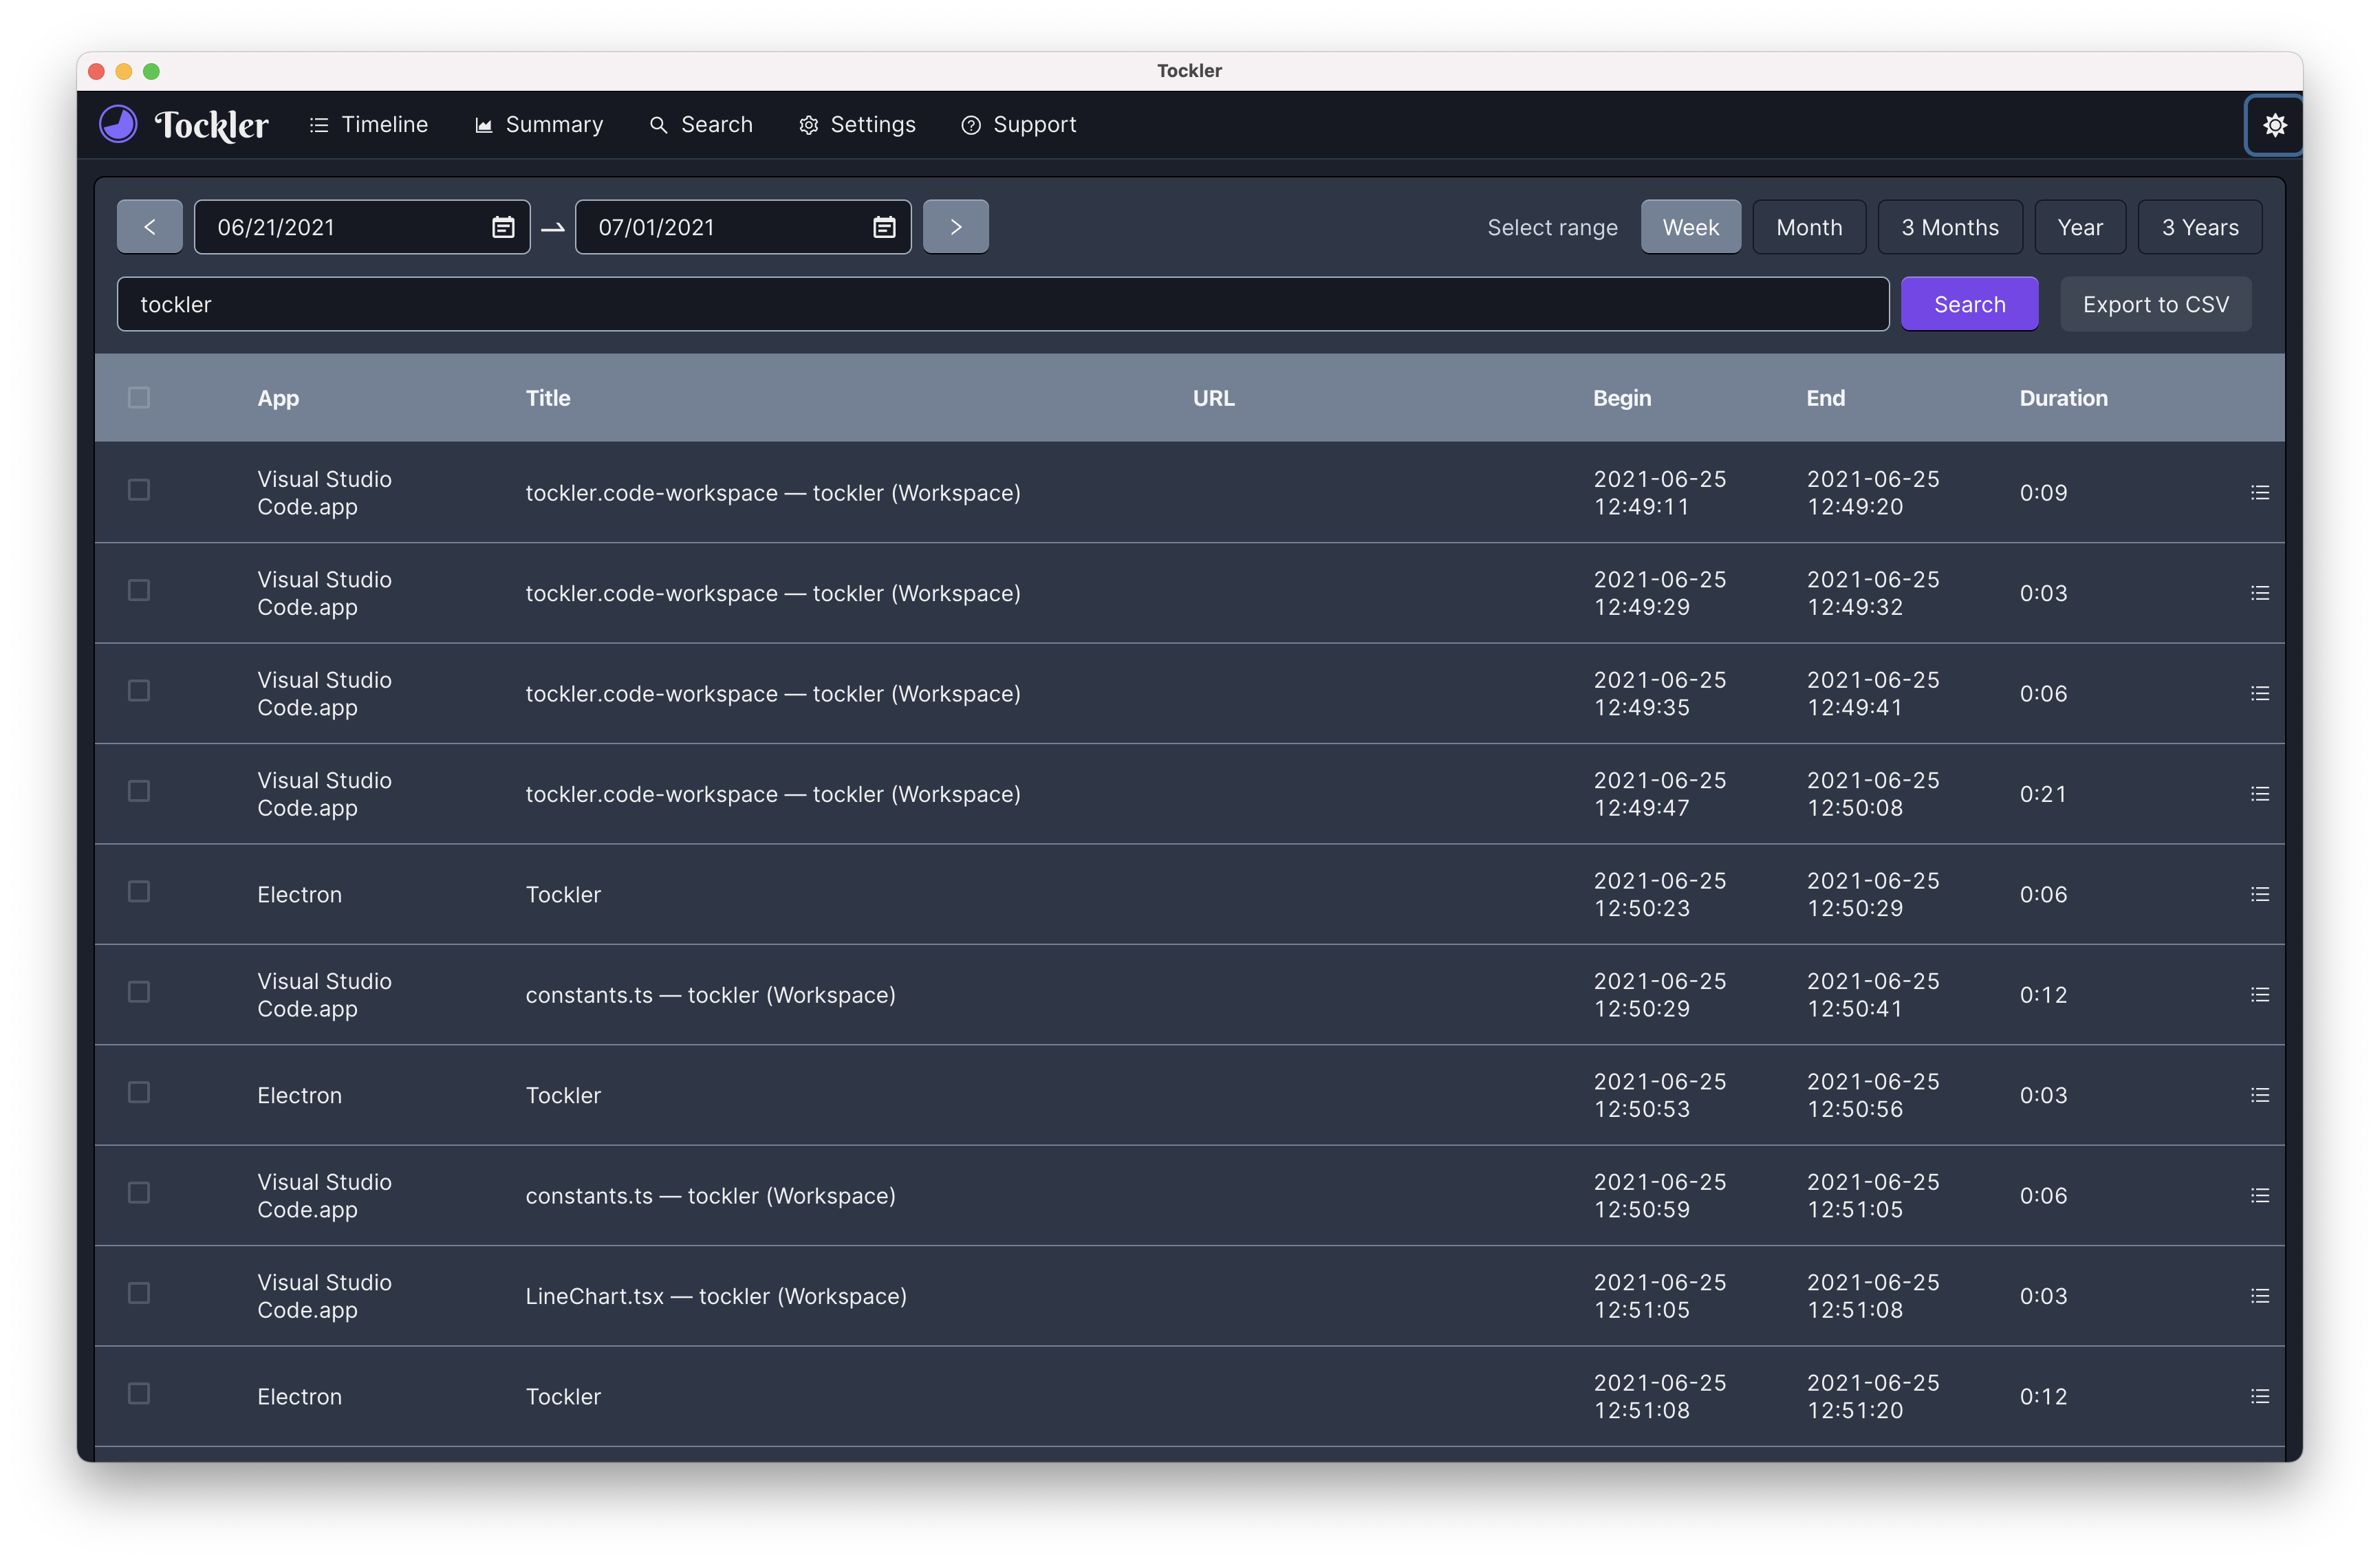 Tockler
Tockler Timeline Summary Search Settings Support
06/21/2021 07/01/2021 Select range Week Month 3 Months Year 3 Years
tockler Search Export to CSV
App Title URL Begin End Duration
Visual Studio Code.app tockler.code-workspace — tockler (Workspace) 2021-06-25 12:49:11 2021-06-25 12:49:20 0:09
Visual Studio Code.app tockler.code-workspace — tockler (Workspace) 2021-06-25 12:49:29 2021-06-25 12:49:32 0:03
Visual Studio Code.app tockler.code-workspace — tockler (Workspace) 2021-06-25 12:49:35 2021-06-25 12:49:41 0:06
Visual Studio Code.app tockler.code-workspace — tockler (Workspace) 2021-06-25 12:49:47 2021-06-25 12:50:08 0:21
Electron Tockler 2021-06-25 12:50:23 2021-06-25 12:50:29 0:06
Visual Studio Code.app constants.ts — tockler (Workspace) 2021-06-25 12:50:29 2021-06-25 12:50:41 0:12
Electron Tockler 2021-06-25 12:50:53 2021-06-25 12:50:56 0:03
Visual Studio Code.app constants.ts — tockler (Workspace) 2021-06-25 12:50:59 2021-06-25 12:51:05 0:06
Visual Studio Code.app LineChart.tsx — tockler (Workspace) 2021-06-25 12:51:05 2021-06-25 12:51:08 0:03
Electron Tockler 2021-06-25 12:51:08 2021-06-25 12:51:20 0:12